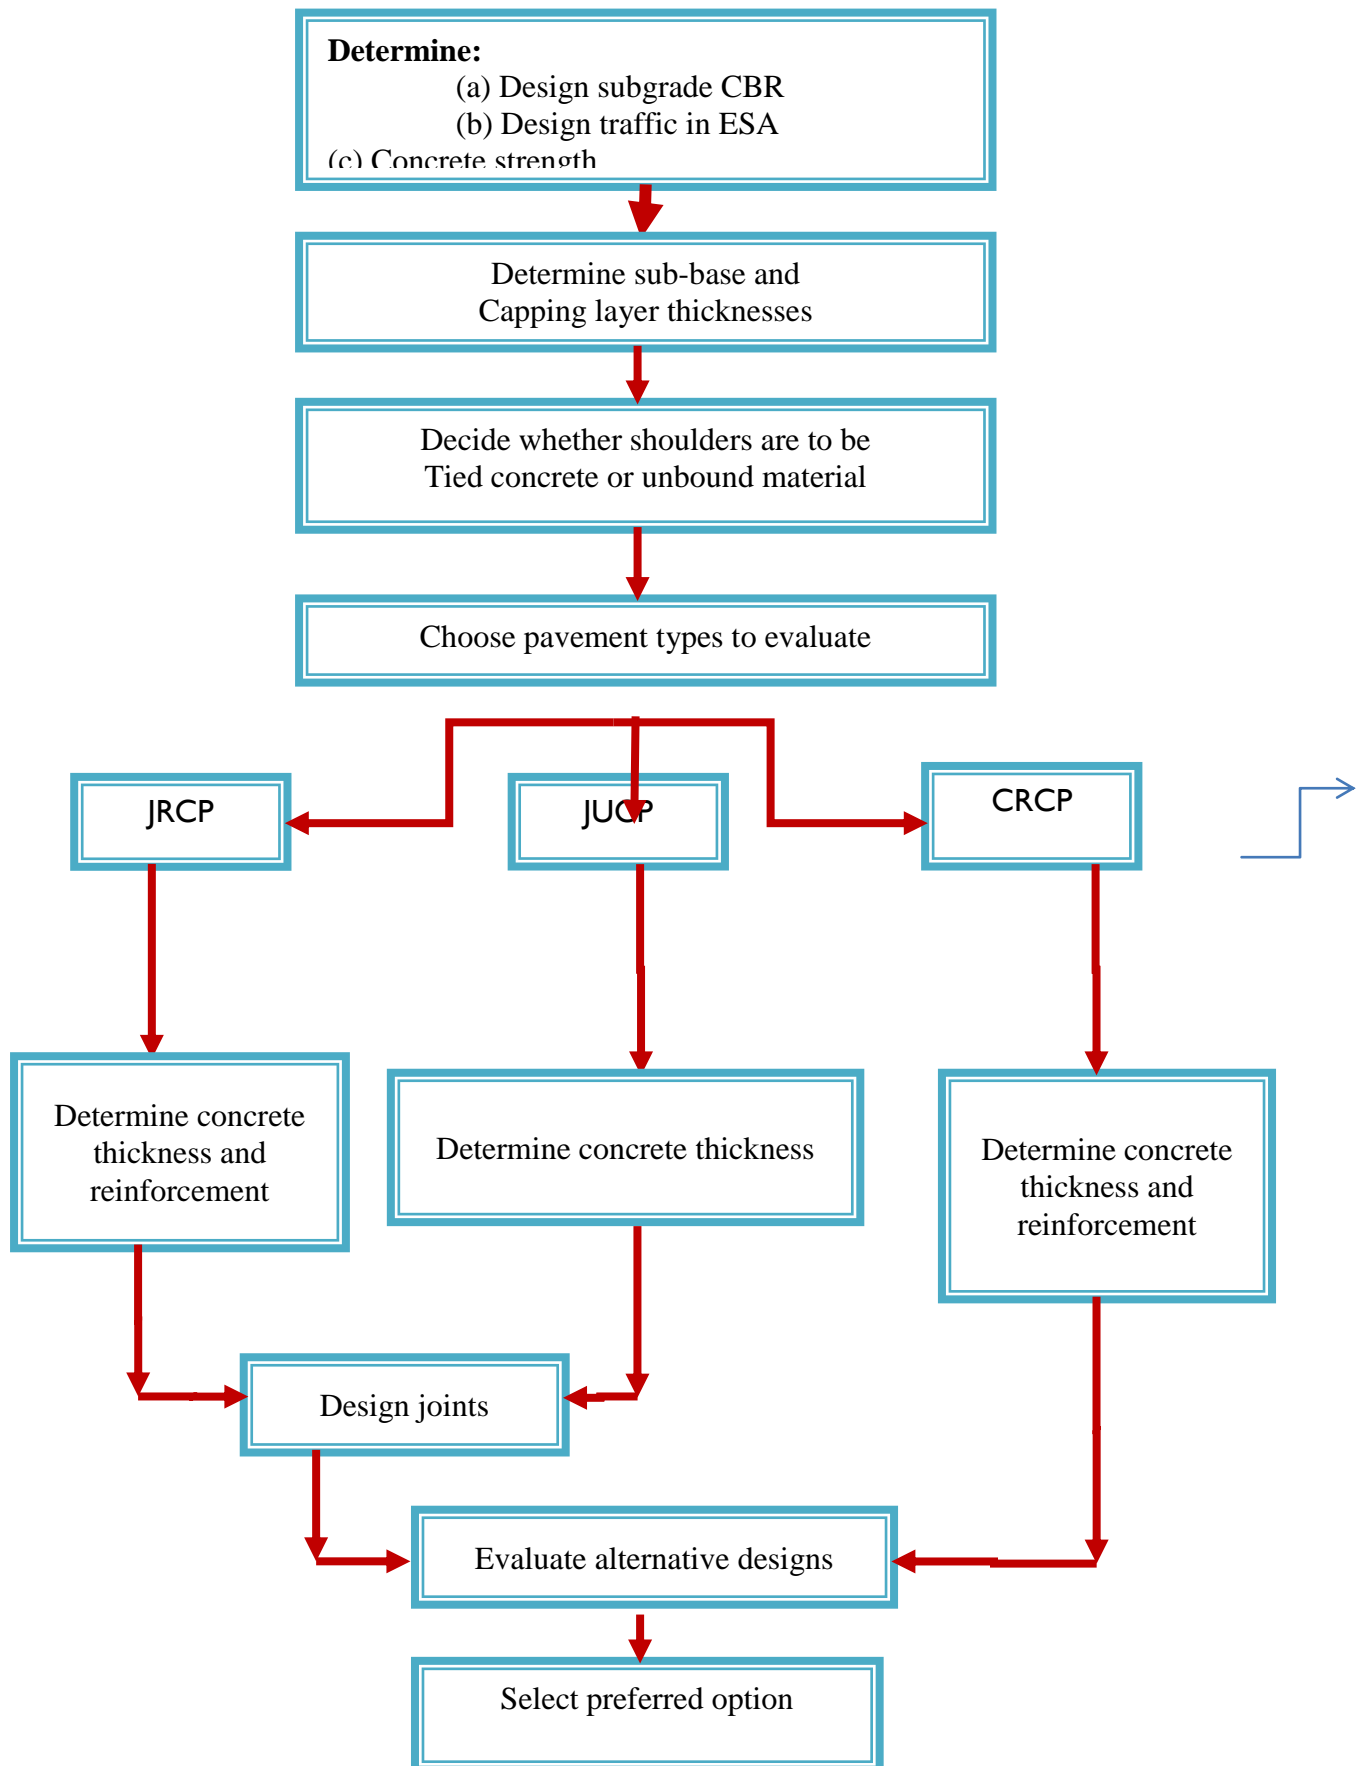 Determine:
(a) Design subgrade CBR
(b) Design traffic in ESA
(c) Concrete strength
Determine sub-base and
Capping layer thicknesses
Decide whether shoulders are to be
Tied concrete or unbound material
Choose pavement types to evaluate
JRCP
JUCP
CRCP
Determine concrete
thickness and
reinforcement
Determine concrete thickness
Determine concrete
thickness and
reinforcement
Design joints
Evaluate alternative designs
Select preferred option